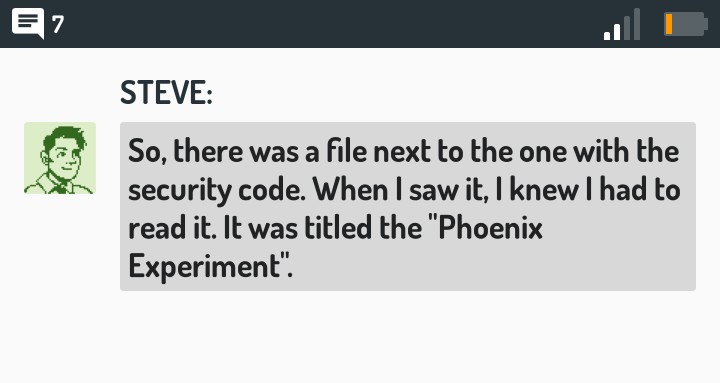 7
STEVE:
So, there was a file next to the one with the
security code. When I saw it, I knew I had to
read it. It was titled the "Phoenix
Experiment".